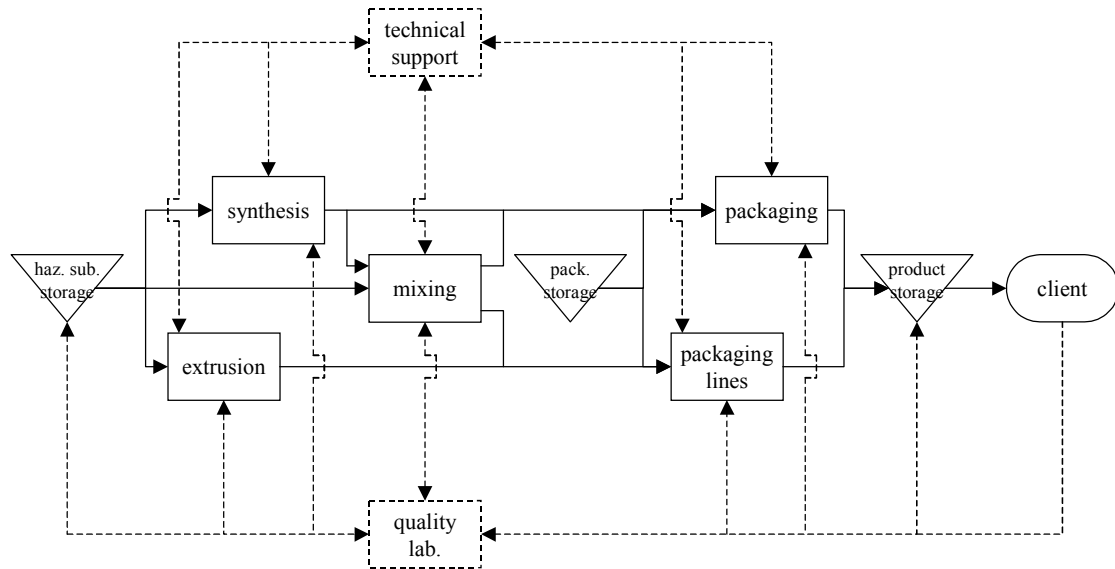 technical
support
synthesis
packaging
haz. sub.
storage
mixing
pack.
storage
product
storage
client
extrusion
packaging
lines
quality
lab.